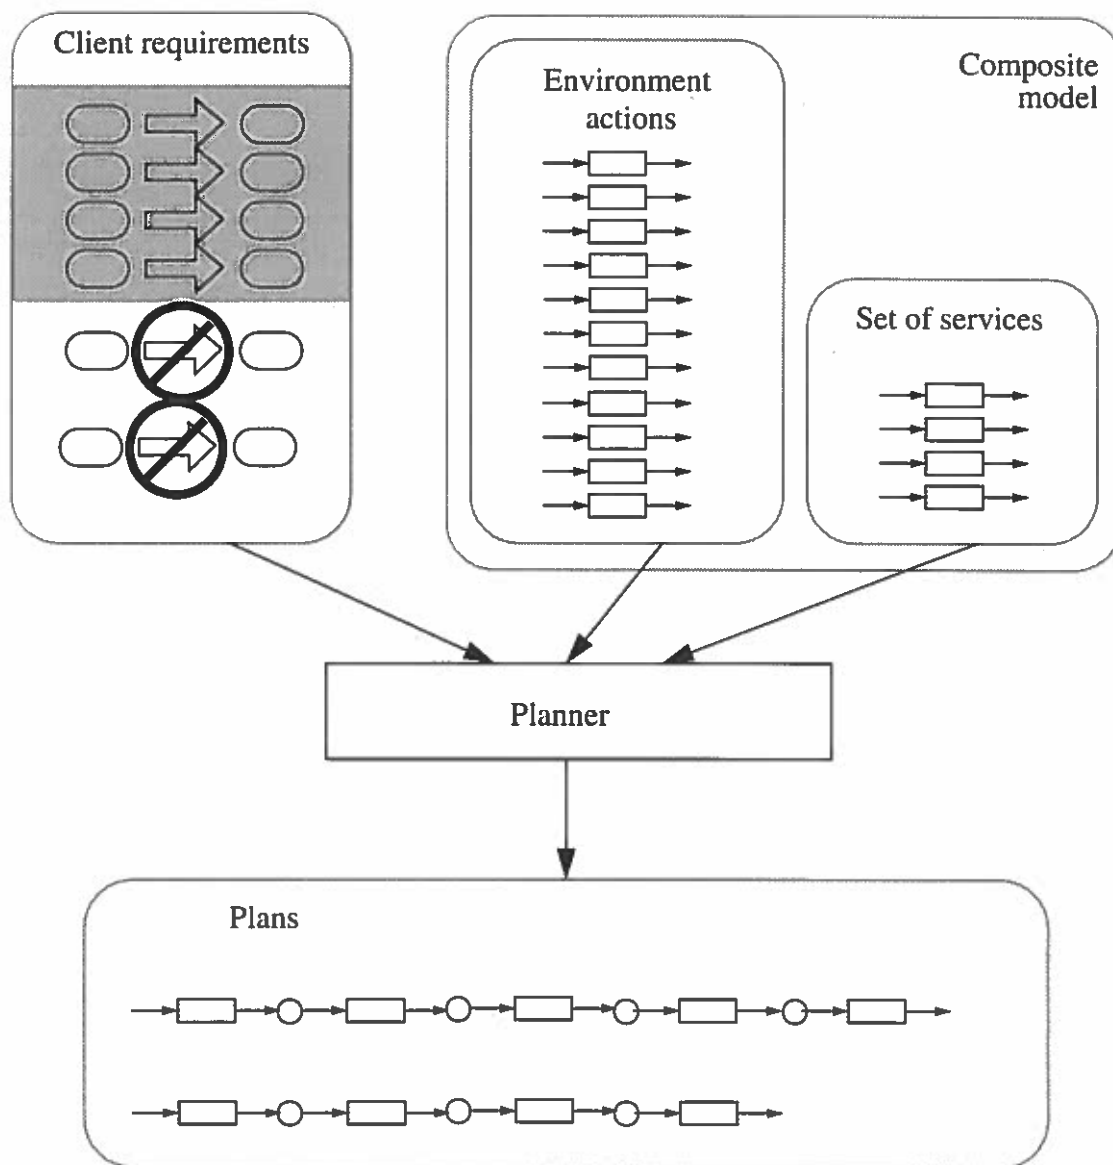 Client requirements
Environment
actions
Composite
model
Set of services
Planner
Plans